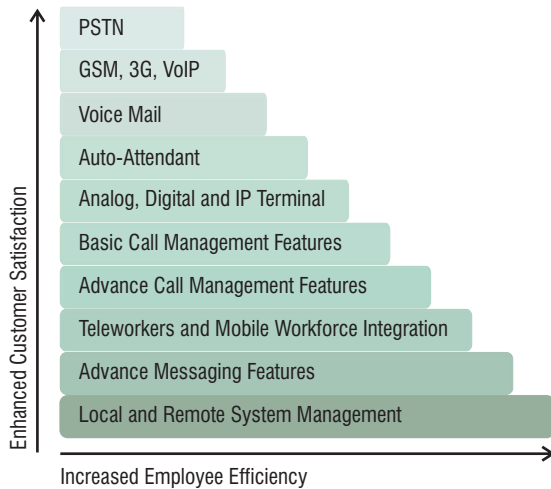 PSTN
GSM, 3G, VoIP
Voice Mail
Auto-Attendant
Analog, Digital and IP Terminal
Basic Call Management Features
Advance Call Management Features
Teleworkers and Mobile Workforce Integration
Advance Messaging Features
Local and Remote System Management
Enhanced Customer Satisfaction
Increased Employee Efficiency